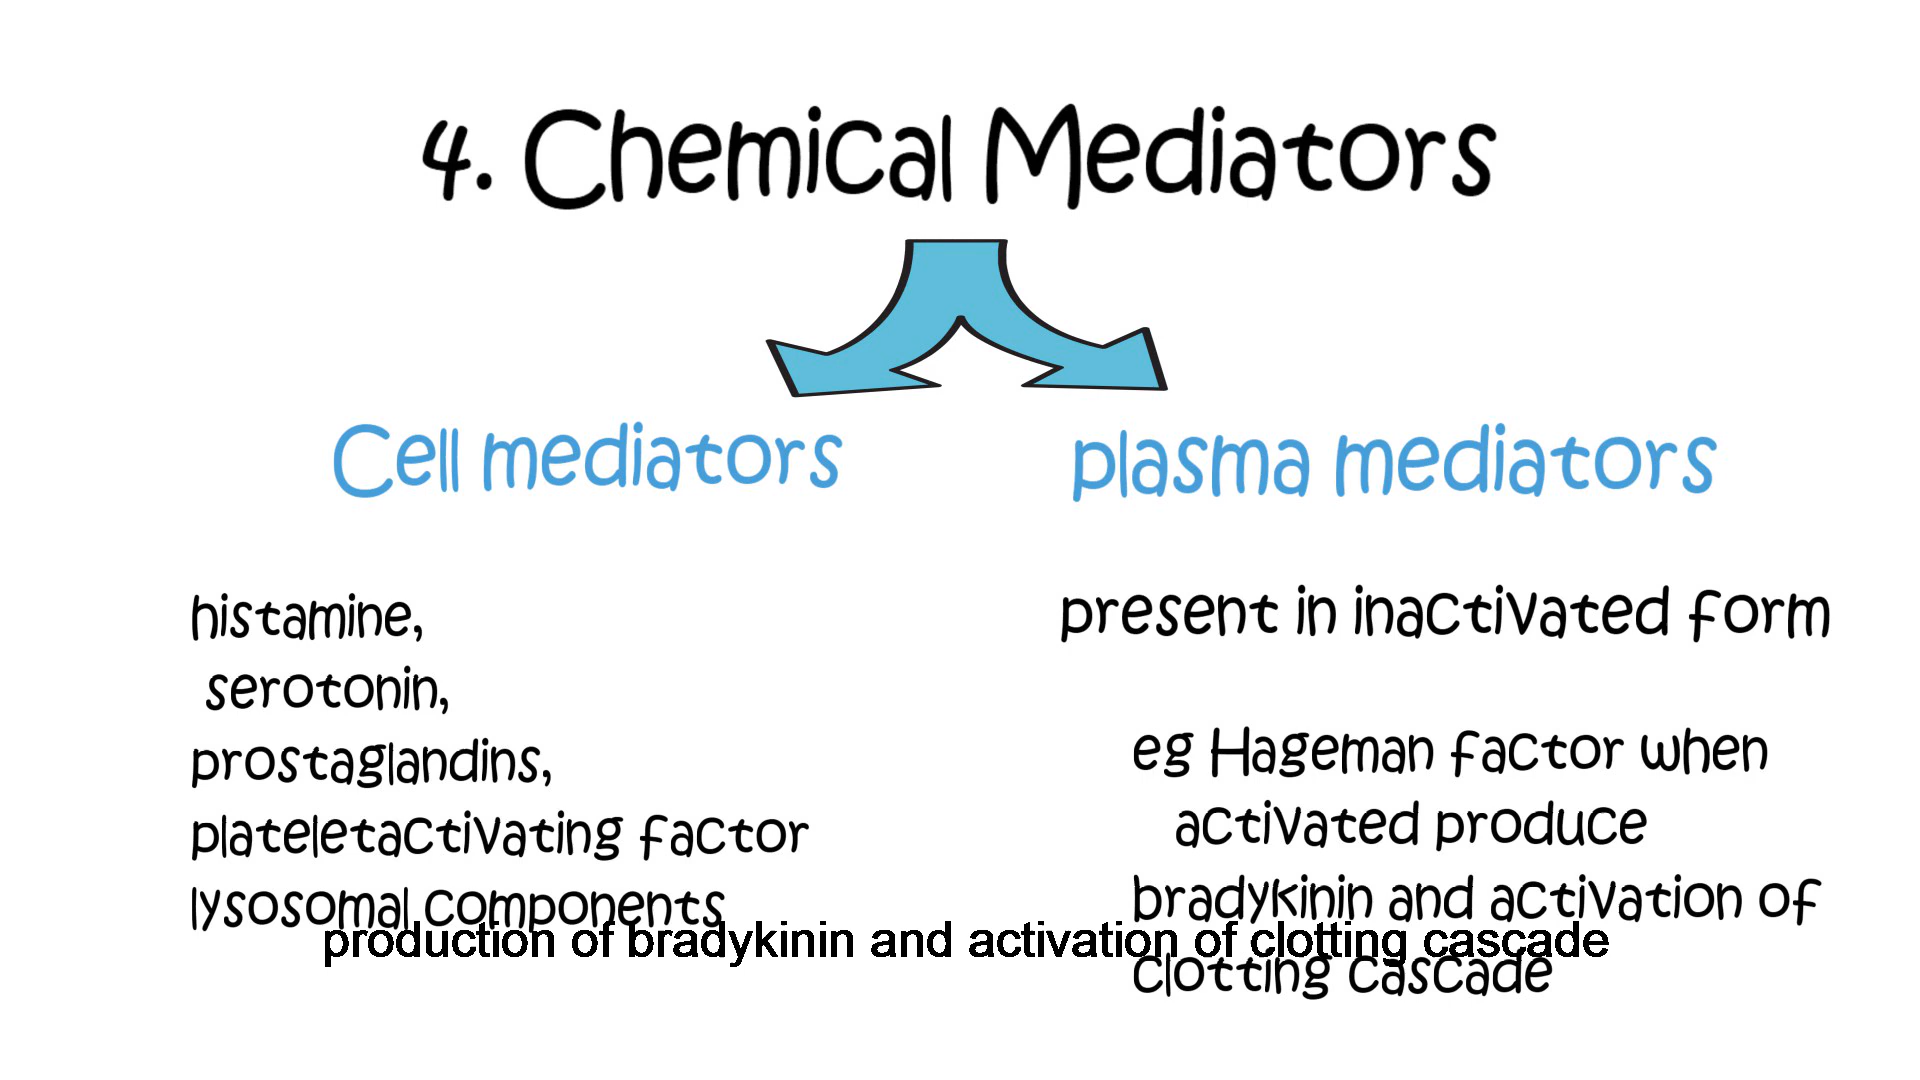 4. Chemical Mediators
Cell mediators
histamine,
serotonin,
prostaglandins,
plateletactivating factor
lysosomal components
plasma mediators
present in inactivated form
eg Hageman factor when
activated produce
bradykinin and activation of
clotting cascade
production of bradykinin and activation of clotting cascade